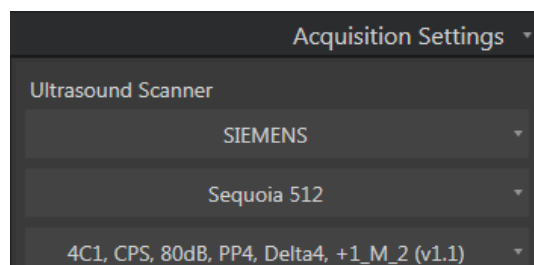 Acquisition Settings
Ultrasound Scanner
SIEMENS
Sequoia 512
4C1, CPS, 80dB, PP4, Delta4, +1_M_2 (v1.1)